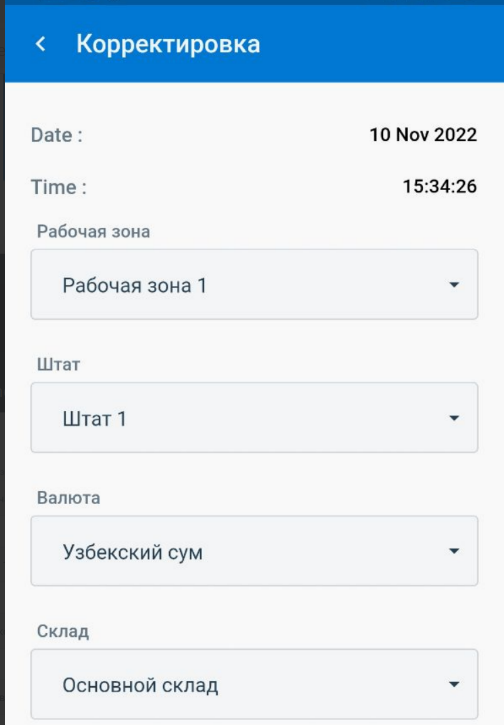 Корректировка
Date : 10 Nov 2022
Time : 15:34:26
Рабочая зона
Рабочая зона 1
Штат
Штат 1
Валюта
Узбекский сум
Склад
Основной склад